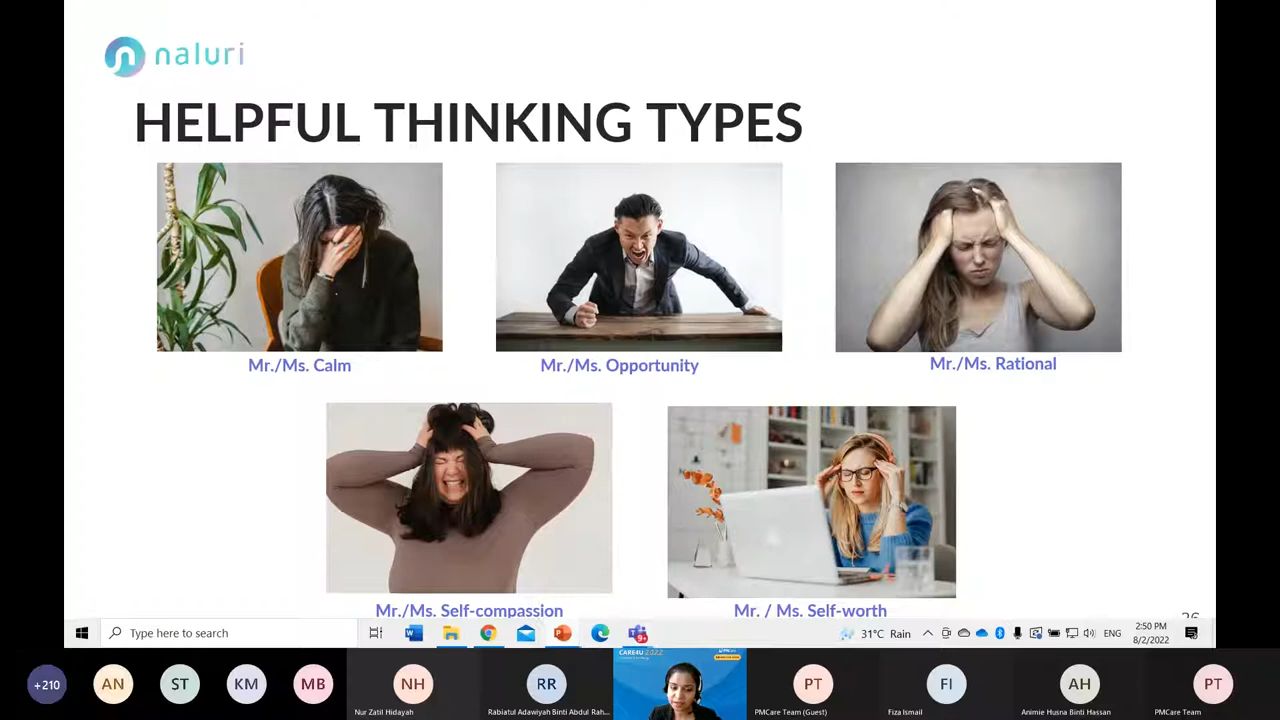 naluri
HELPFUL THINKING TYPES
Mr./Ms. Calm
Mr./Ms. Opportunity
Mr./Ms. Rational
Mr./Ms. Self-compassion
Mr. / Ms. Self-worth
Type here to search
9+
31°C Rain
ENG
2:50 PM
8/2/2022
+210
AN
ST
KM
MB
NH
Nur Zatil Hidayah
RR
Rabiatul Adawiyah Binti Abdul Rah...
CARE4U 2022
PT
PMCare Team (Guest)
FI
Fiza Ismail
AH
Animie Husna Binti Hassan
PT
PMCare Team